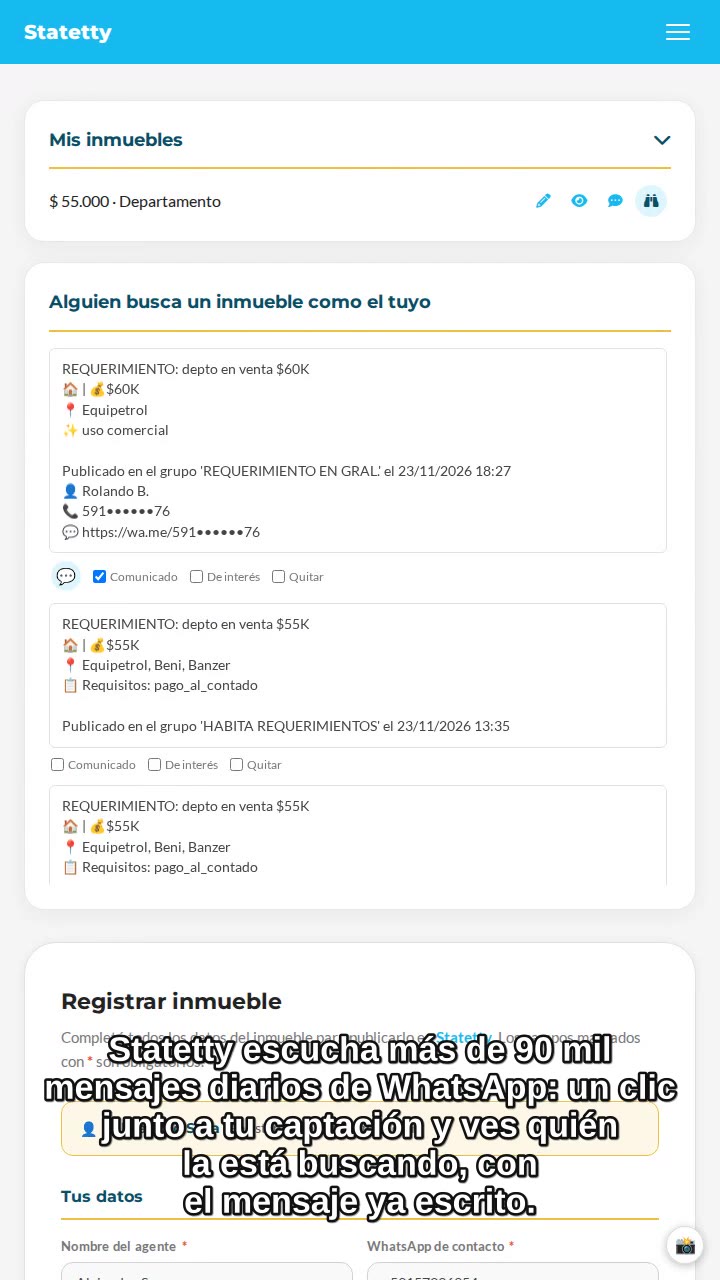 Statetty
Mis inmuebles
$ 55.000 · Departamento
Alguien busca un inmueble como el tuyo
REQUERIMIENTO: depto en venta $60K
🏠 | 💰$60K
📍 Equipetrol
✨ uso comercial
Publicado en el grupo 'REQUERIMIENTO EN GRAL.' el 23/11/2026 18:27
👤 Rolando B.
📞 591••••••76
💬 https://wa.me/591••••••76
Comunicado De interés Quitar
REQUERIMIENTO: depto en venta $55K
🏠 | 💰$55K
📍 Equipetrol, Beni, Banzer
📋 Requisitos: pago_al_contado
Publicado en el grupo 'HABITA REQUERIMIENTOS' el 23/11/2026 13:35
Comunicado De interés Quitar
REQUERIMIENTO: depto en venta $55K
🏠 | 💰$55K
📍 Equipetrol, Beni, Banzer
📋 Requisitos: pago_al_contado
Registrar inmueble
Statetty escucha más de 90 mil
mensajes diarios de WhatsApp: un clic
junto a tu captación y ves quién
la está buscando, con
el mensaje ya escrito.
Tus datos
Nombre del agente * WhatsApp de contacto *